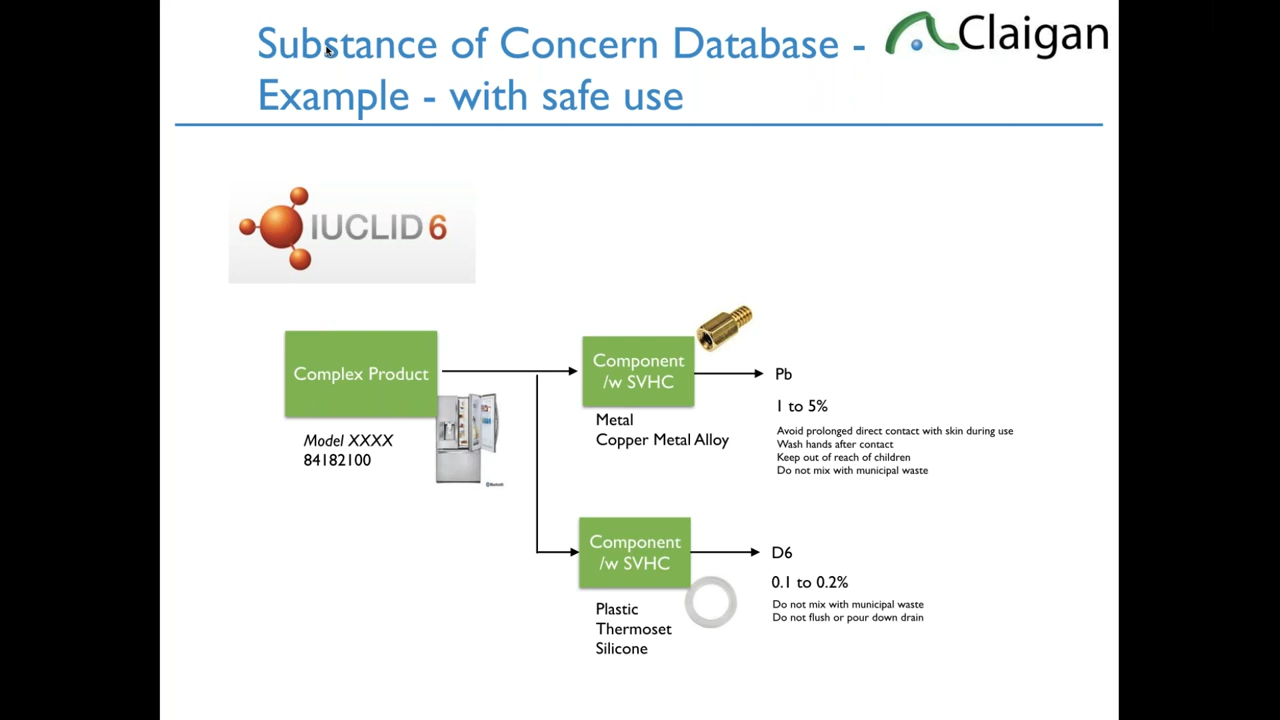 Substance of Concern Database -
Example - with safe use
Claigan
IUCLID 6
Complex Product
Model XXXX
84182100
Component
/w SVHC
Metal
Copper Metal Alloy
Pb
1 to 5%
Avoid prolonged direct contact with skin during use
Wash hands after contact
Keep out of reach of children
Do not mix with municipal waste
Component
/w SVHC
Plastic
Thermoset
Silicone
D6
0.1 to 0.2%
Do not mix with municipal waste
Do not flush or pour down drain